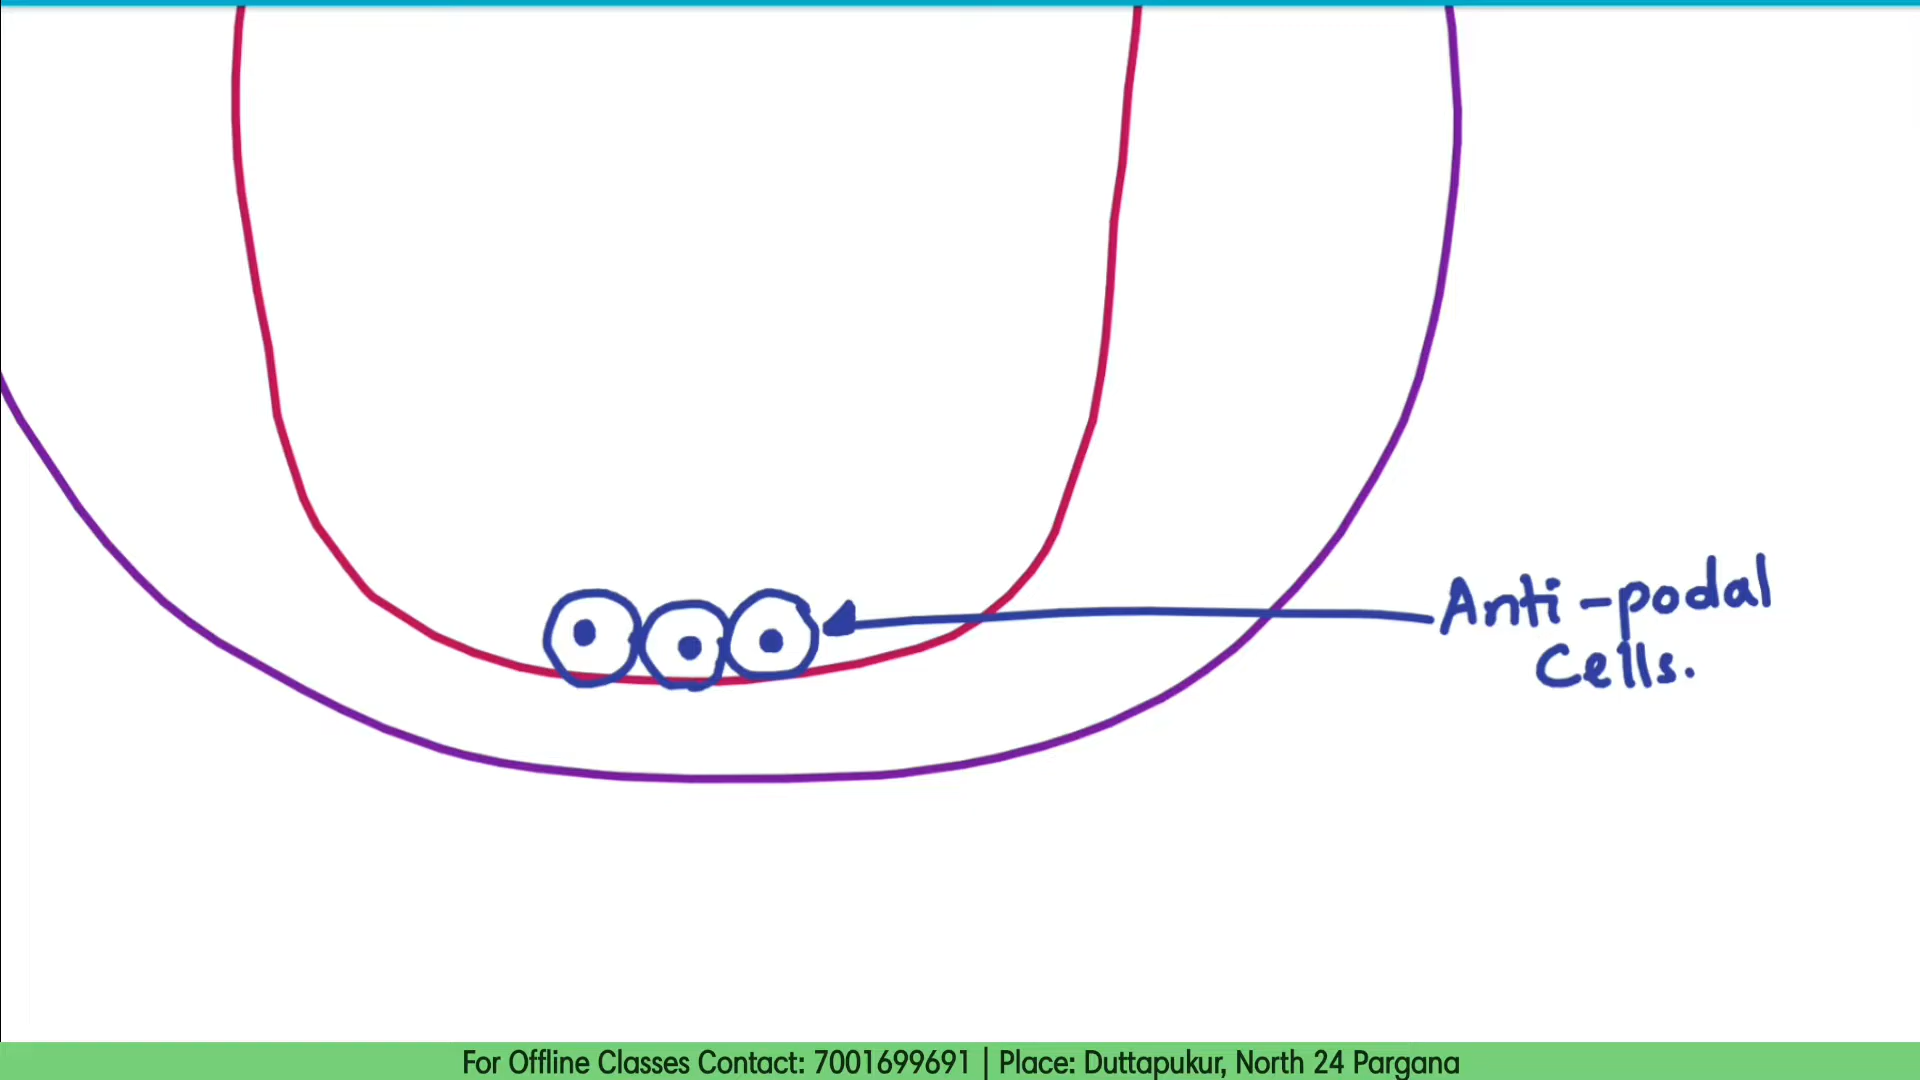 Anti-podal
Cells.
For Offline Classes Contact: 7001699691 | Place: Duttapukur, North 24 Pargana